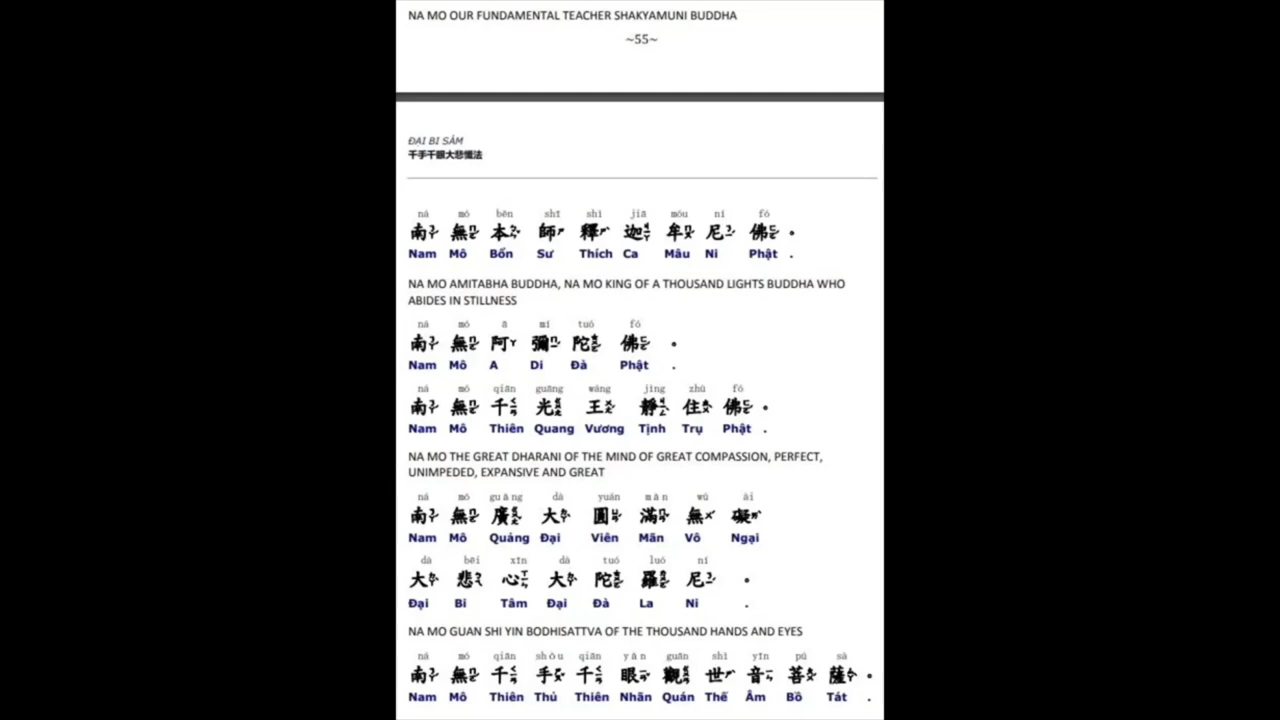 NA MO OUR FUNDAMENTAL TEACHER SHAKYAMUNI BUDDHA
~55~
ĐẠI BI SÁM
千手千眼大悲懺法
ná mó běn shī shì jiā móu ní fó
南無本師釋迦牟尼佛。
Nam Mô Bổn Sư Thích Ca Mâu Ni Phật .
NA MO AMITABHA BUDDHA, NA MO KING OF A THOUSAND LIGHTS BUDDHA WHO
ABIDES IN STILLNESS
ná mó ā mí tuó fó
南無阿彌陀佛。
Nam Mô A Di Đà Phật .
ná mó qiān guāng wáng jìng zhù fó
南無千光王靜住佛。
Nam Mô Thiên Quang Vương Tịnh Trụ Phật .
NA MO THE GREAT DHARANI OF THE MIND OF GREAT COMPASSION, PERFECT,
UNIMPEDED, EXPANSIVE AND GREAT
ná mó guǎng dà yuán mǎn wú ài
南無廣大圓滿無礙
Nam Mô Quảng Đại Viên Mãn Vô Ngại
dà bēi xīn dà tuó luó ní
大悲心大陀羅尼。
Đại Bi Tâm Đại Đà La Ni .
NA MO GUAN SHI YIN BODHISATTVA OF THE THOUSAND HANDS AND EYES
ná mó qiān shǒu qiān yǎn guān shì yīn pú sà
南無千手千眼觀世音菩薩。
Nam Mô Thiên Thủ Thiên Nhãn Quán Thế Âm Bồ Tát .